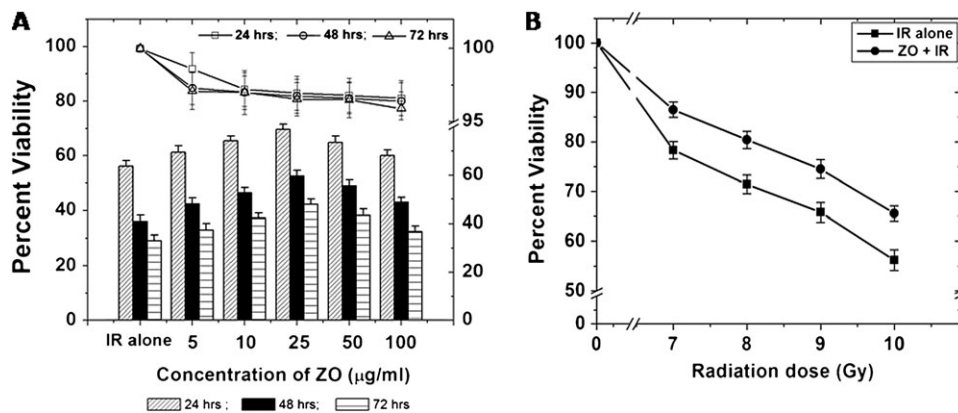 A
24 hrs; 48 hrs; 72 hrs
Percent Viability
100
80
60
40
20
0
100
95
80
60
40
20
0
IR alone 5 10 25 50 100
Concentration of ZO (μg/ml)
24 hrs ; 48 hrs; 72 hrs
B
IR alone
ZO + IR
Percent Viability
100
90
80
70
60
50
0
0 7 8 9 10
Radiation dose (Gy)